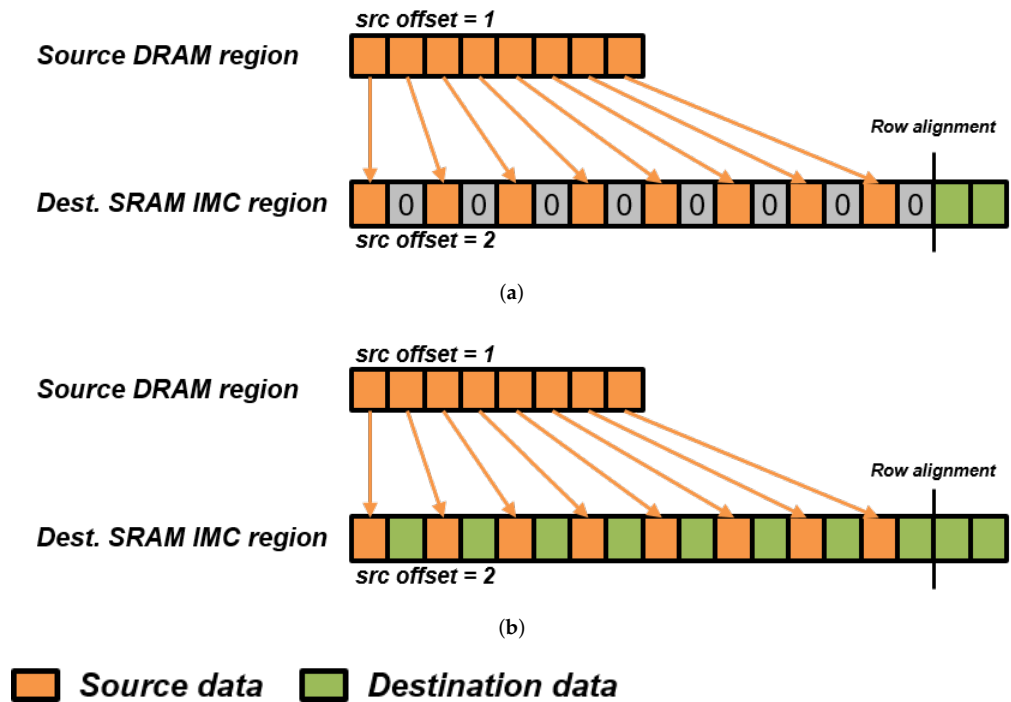 src offset = 1
Source DRAM region
Row alignment
Dest. SRAM IMC region 0 0 0 0 0 0 0 0
src offset = 2
(a)
src offset = 1
Source DRAM region
Row alignment
Dest. SRAM IMC region
src offset = 2
(b)
Source data Destination data